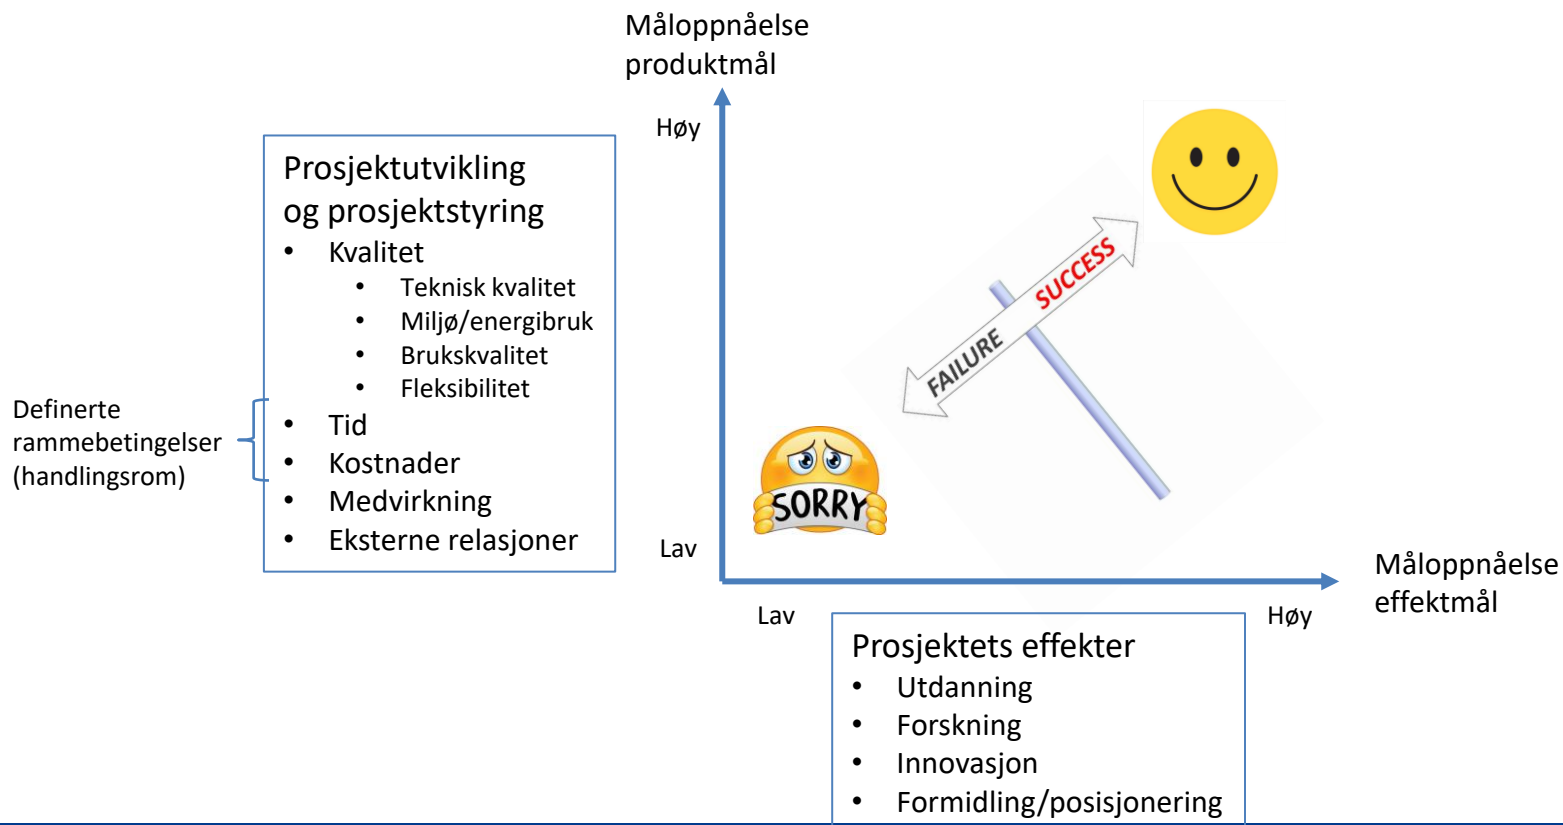 Måloppnåelse
produktmål
Høy
Prosjektutvikling
og prosjektstyring
• Kvalitet
• Teknisk kvalitet
• Miljø/energibruk
• Brukskvalitet
• Fleksibilitet
• Tid
• Kostnader
• Medvirkning
• Eksterne relasjoner
Definerte
rammebetingelser
(handlingsrom)
SUCCESS
FAILURE
SORRY
Lav
Måloppnåelse
effektmål
Lav
Høy
Prosjektets effekter
• Utdanning
• Forskning
• Innovasjon
• Formidling/posisjonering